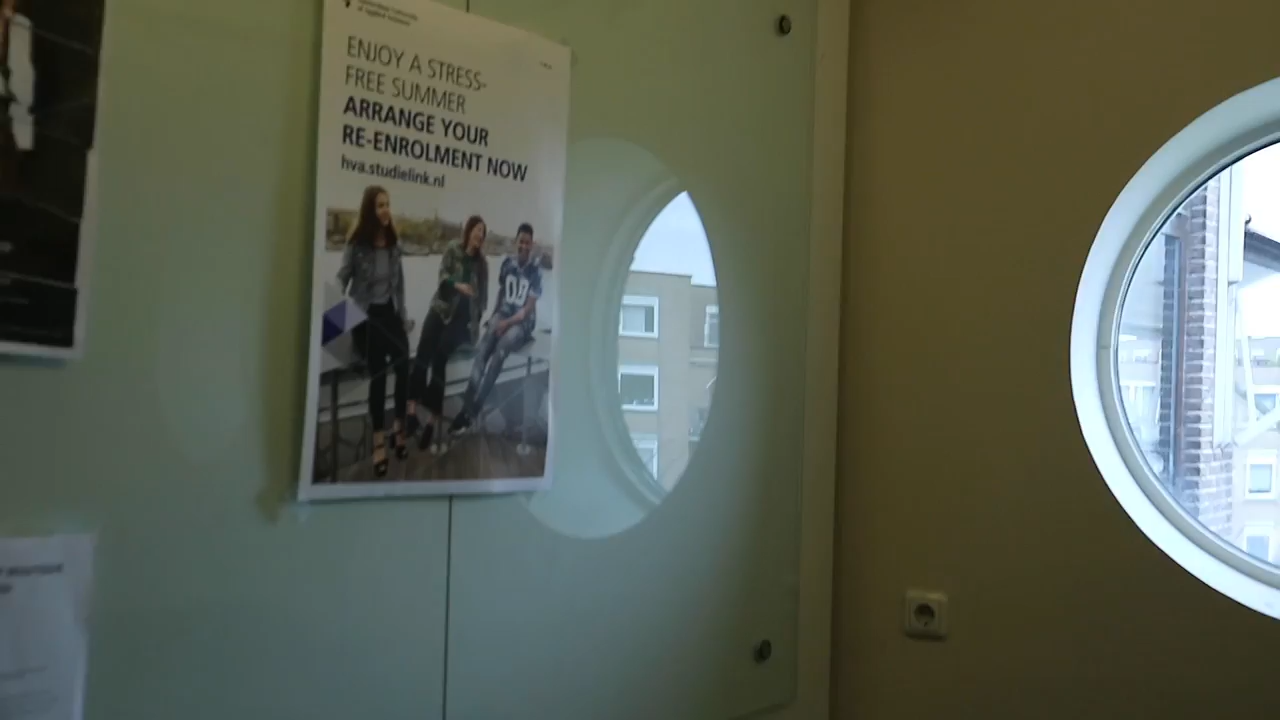 ENJOY A STRESS-
FREE SUMMER
ARRANGE YOUR
RE-ENROLMENT NOW
hva.studielink.nl